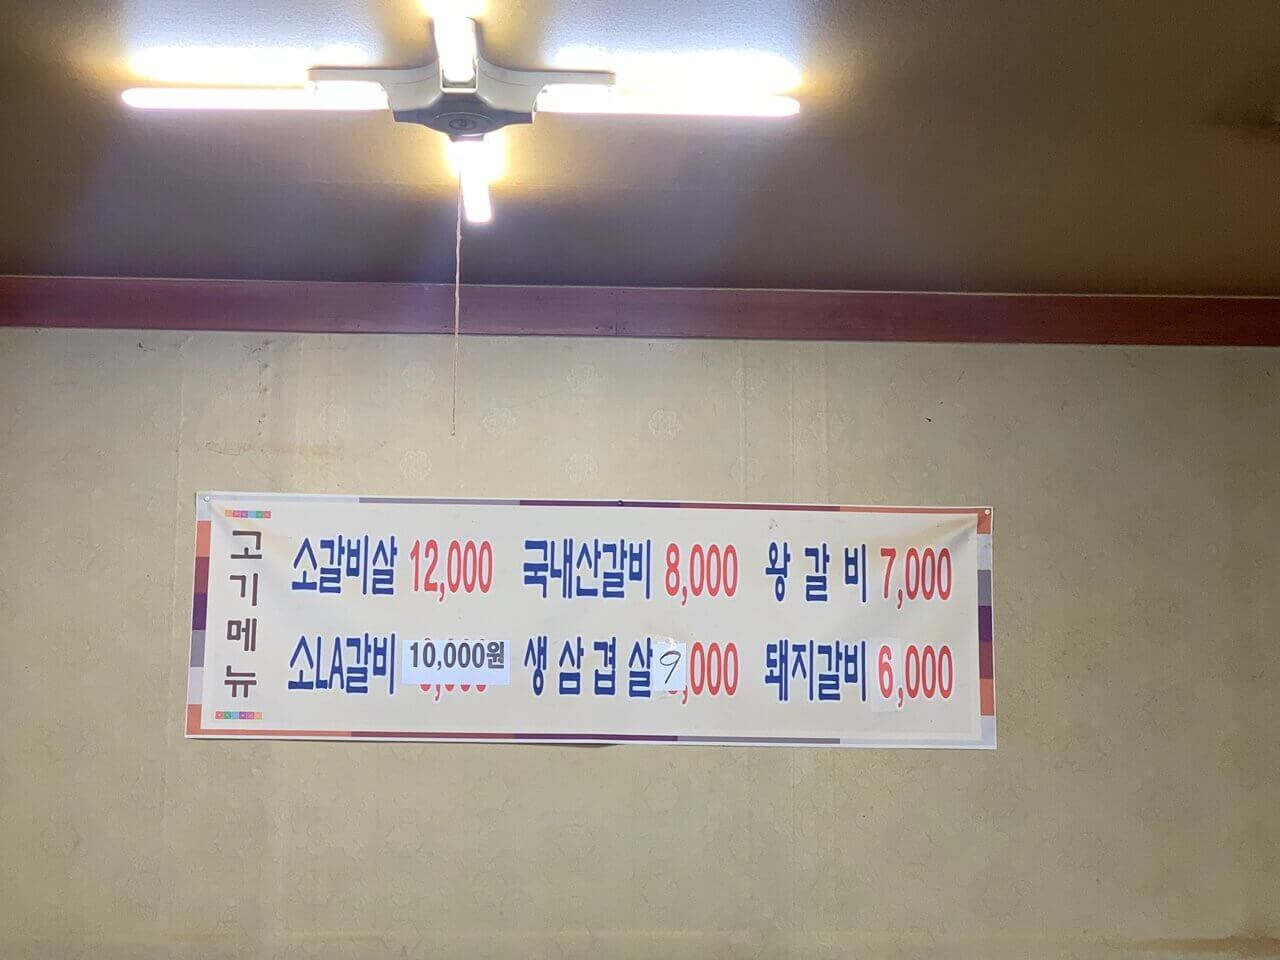 고기메뉴
소갈비살 12,000 국내산갈비 8,000 왕갈비 7,000
소LA갈비 10,000원 생삼겹살 9,000 돼지갈비 6,000